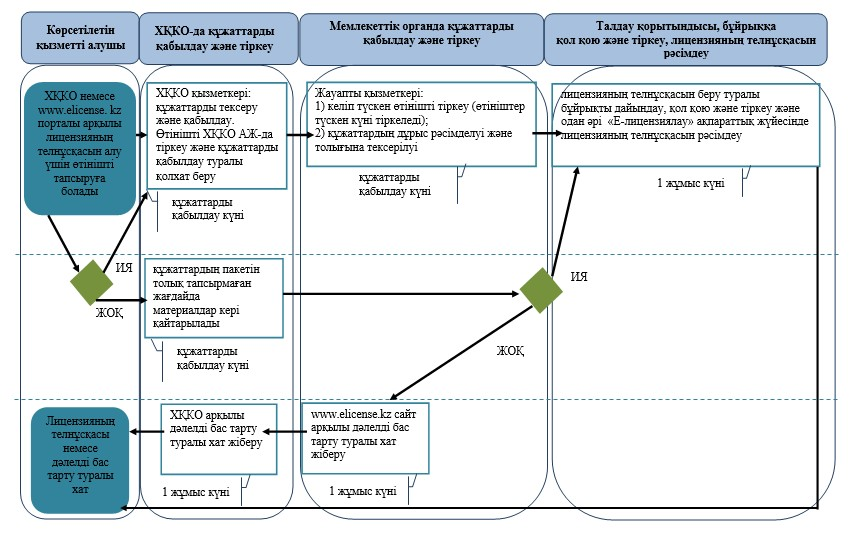 Көрсетілетін
қызметті алушы
ХҚКО-да құжаттарды
қабылдау және тіркеу
Мемлекеттік органда құжаттарды
қабылдау және тіркеу
Талдау қорытындысы, бұйрыққа
қол қою және тіркеу, лицензияның телнұсқасын
рәсімдеу
ХҚКО немесе
www.elicense. kz
порталы арқылы
лицензияның
телнұсқасын алу
үшін өтінішті
тапсыруға
болады
ХҚКО қызметкері:
құжаттарды тексеру
және қабылдау.
Өтінішті ХҚКО АЖ-да
тіркеу және құжаттарды
қабылдау туралы
қолхат беру
Жауапты қызметкері:
1) келіп түскен өтінішті тіркеу (өтініштер
түскен күні тіркеледі);
2) құжаттардың дұрыс рәсімделуі және
толығына тексерілуі
лицензияның телнұсқасын беру туралы
бұйрықты дайындау, қол қою және тіркеу және
одан әрі «Е-лицензиялау» ақпараттық жүйесінде
лицензияның телнұсқасын рәсімдеу
құжаттарды
қабылдау күні
құжаттарды
қабылдау күні
1 жұмыс күні
ИЯ
ЖОҚ
құжаттардың пакетін
толық тапсырмаған
жағдайда
материалдар кері
қайтарылады
ИЯ
ЖОҚ
құжаттарды
қабылдау күні
Лицензияның
телнұсқасы
немесе
дәлелді бас
тарту туралы
хат
ХҚКО арқылы
дәлелді бас тарту
туралы хат жіберу
www.elicense.kz сайт
арқылы дәлелді бас
тарту туралы хат
жіберу
1 жұмыс күні
1 жұмыс күні